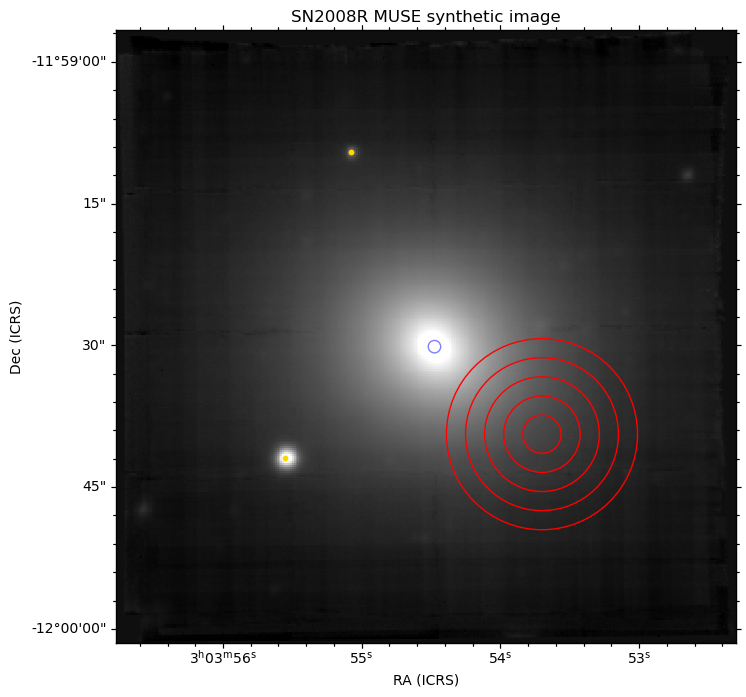 SN2008R MUSE synthetic image
-11°59'00"
15"
30"
45"
-12°00'00"
Dec (ICRS)
3ʰ03ᵐ56ˢ
55ˢ
54ˢ
53ˢ
RA (ICRS)